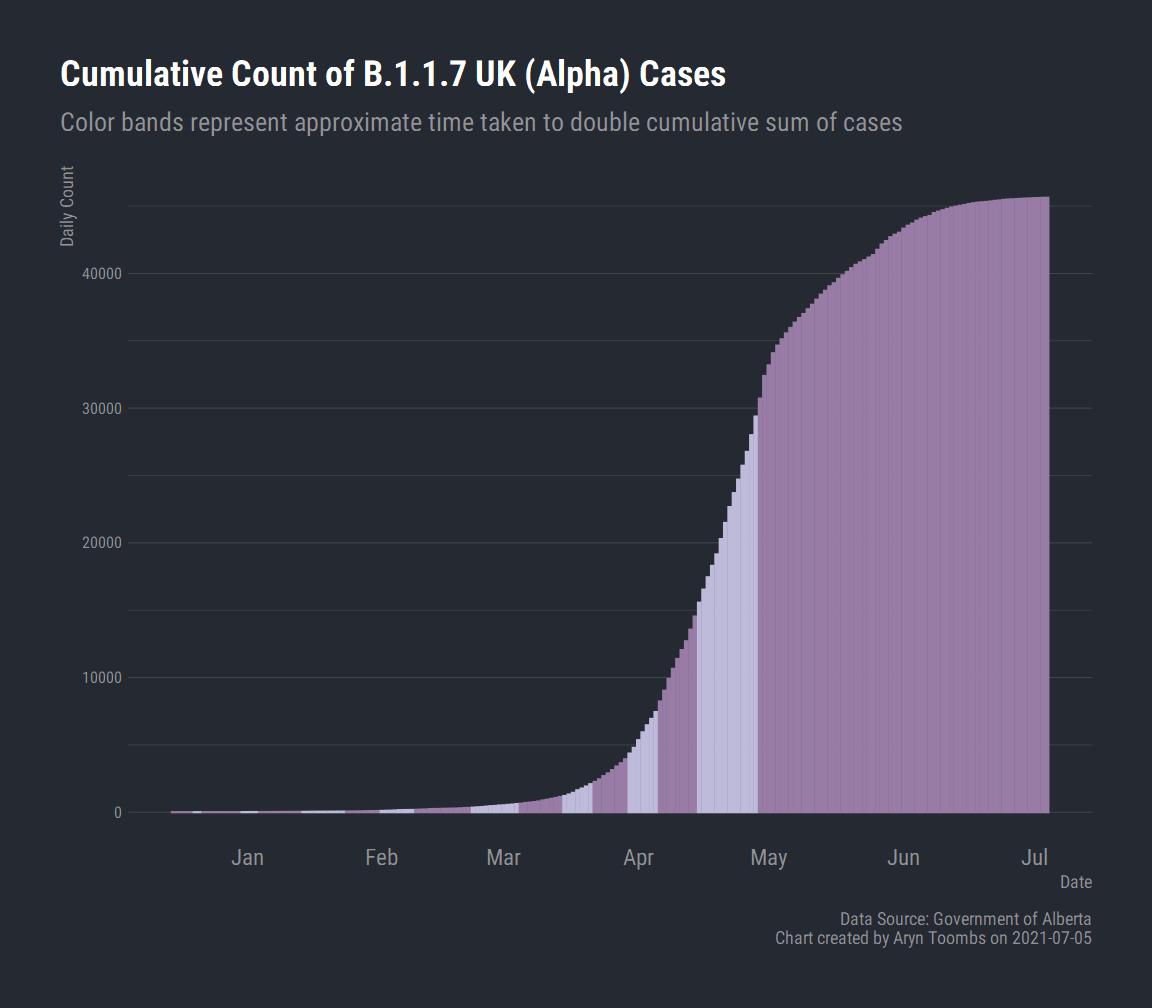 Cumulative Count of B.1.1.7 UK (Alpha) Cases
Color bands represent approximate time taken to double cumulative sum of cases
Daily Count
40000
30000
20000
10000
0
Jan Feb Mar Apr May Jun Jul
Date
Data Source: Government of Alberta
Chart created by Aryn Toombs on 2021-07-05